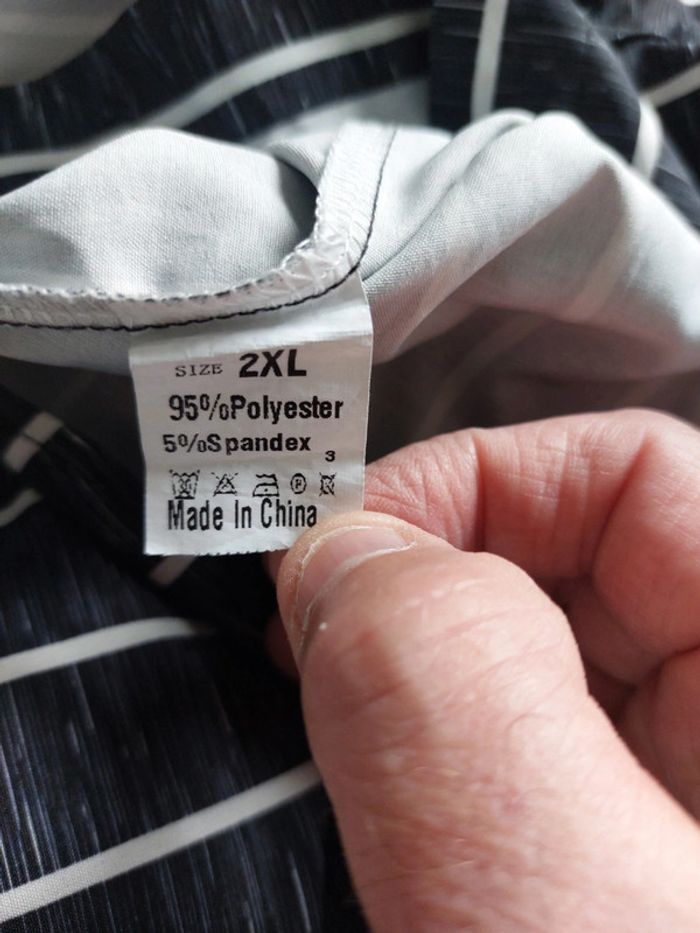 SIZE 2XL
95%Polyester
5%Spandex 3
P
Made In China